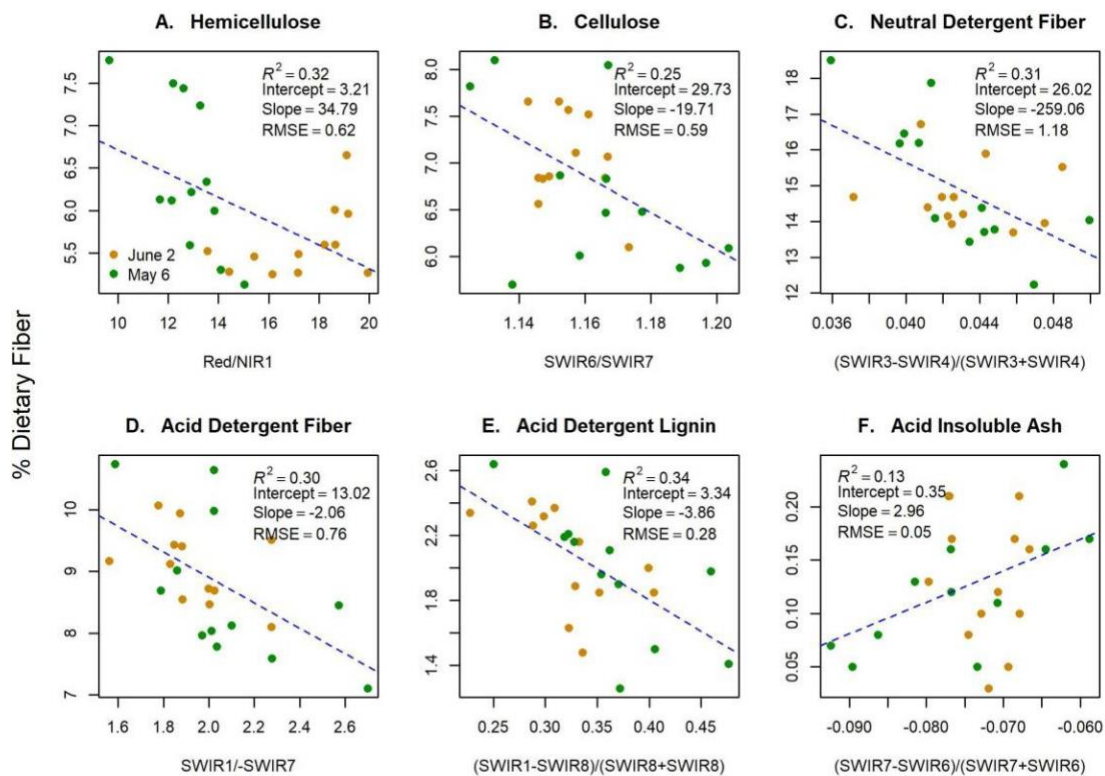 A. Hemicellulose
B. Cellulose
C. Neutral Detergent Fiber
R² = 0.32
Intercept = 3.21
Slope = 34.79
RMSE = 0.62
June 2
May 6
5.5 6.0 6.5 7.0 7.5
10 12 14 16 18 20
Red/NIR1
R² = 0.25
Intercept = 29.73
Slope = -19.71
RMSE = 0.59
6.0 6.5 7.0 7.5 8.0
1.14 1.16 1.18 1.20
SWIR6/SWIR7
R² = 0.31
Intercept = 26.02
Slope = -259.06
RMSE = 1.18
12 13 14 15 16 17 18
0.036 0.040 0.044 0.048
(SWIR3-SWIR4)/(SWIR3+SWIR4)
% Dietary Fiber
D. Acid Detergent Fiber
E. Acid Detergent Lignin
F. Acid Insoluble Ash
R² = 0.30
Intercept = 13.02
Slope = -2.06
RMSE = 0.76
7 8 9 10
1.6 1.8 2.0 2.2 2.4 2.6
SWIR1/-SWIR7
R² = 0.34
Intercept = 3.34
Slope = -3.86
RMSE = 0.28
1.4 1.8 2.2 2.6
0.25 0.30 0.35 0.40 0.45
(SWIR1-SWIR8)/(SWIR8+SWIR8)
R² = 0.13
Intercept = 0.35
Slope = 2.96
RMSE = 0.05
0.05 0.10 0.15 0.20
-0.090 -0.080 -0.070 -0.060
(SWIR7-SWIR6)/(SWIR7+SWIR6)